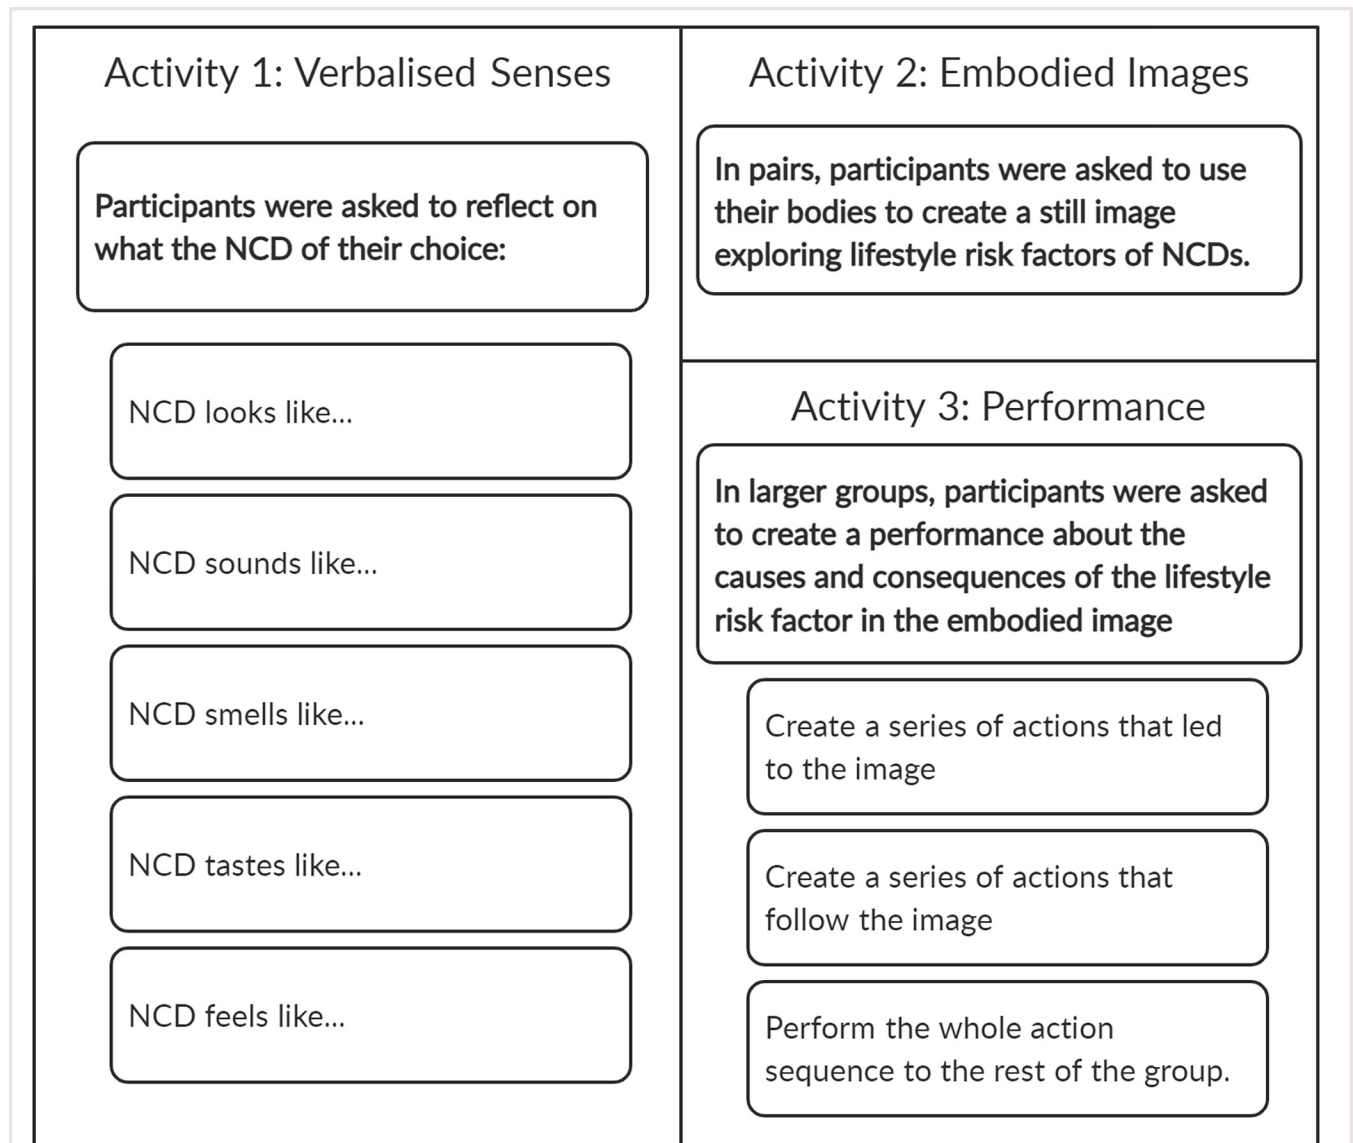 Activity 1: Verbalised Senses
Participants were asked to reflect on
what the NCD of their choice:
NCD looks like...
NCD sounds like...
NCD smells like...
NCD tastes like...
NCD feels like...
Activity 2: Embodied Images
In pairs, participants were asked to use
their bodies to create a still image
exploring lifestyle risk factors of NCDs.
Activity 3: Performance
In larger groups, participants were asked
to create a performance about the
causes and consequences of the lifestyle
risk factor in the embodied image
Create a series of actions that led
to the image
Create a series of actions that
follow the image
Perform the whole action
sequence to the rest of the group.